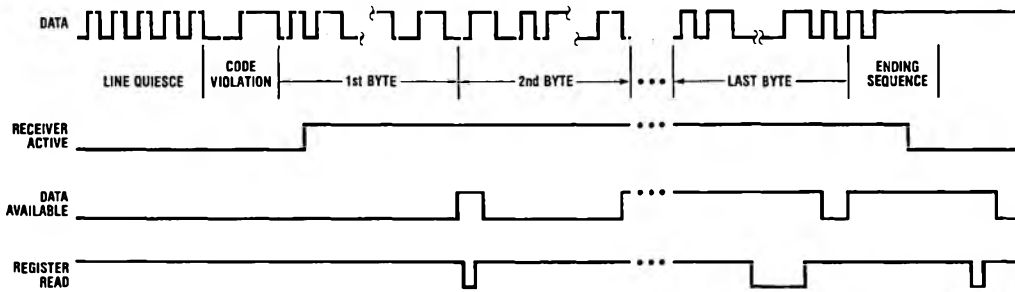 DATA
LINE QUIESCE
CODE
VIOLATION
1st BYTE
2nd BYTE
LAST BYTE
ENDING
SEQUENCE
RECEIVER
ACTIVE
DATA
AVAILABLE
REGISTER
READ